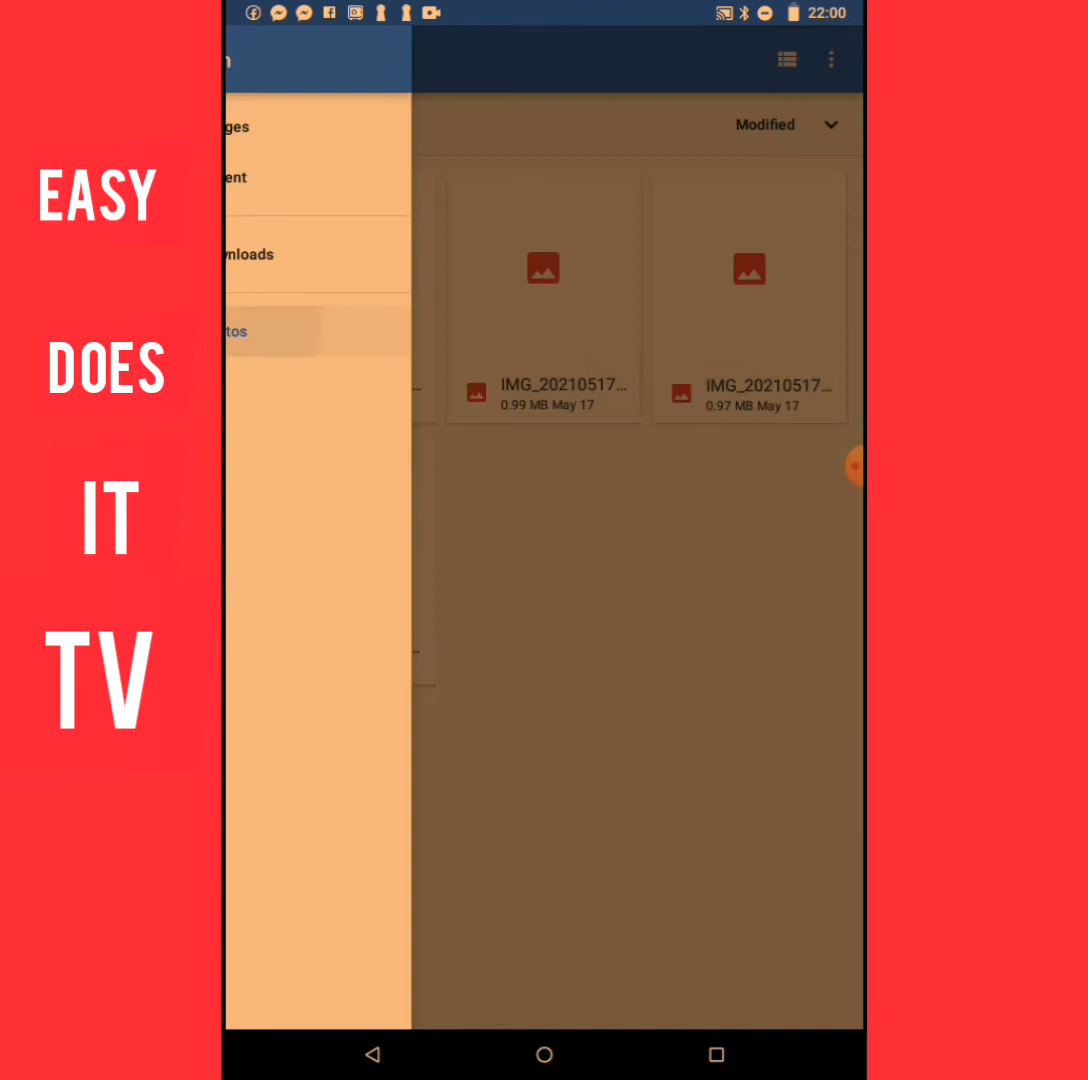 EASY
DOES
IT
TV
22:00
n
ges
ent
wnloads
tos
Modified
...
IMG_20210517...
0.99 MB May 17
IMG_20210517...
0.97 MB May 17
...